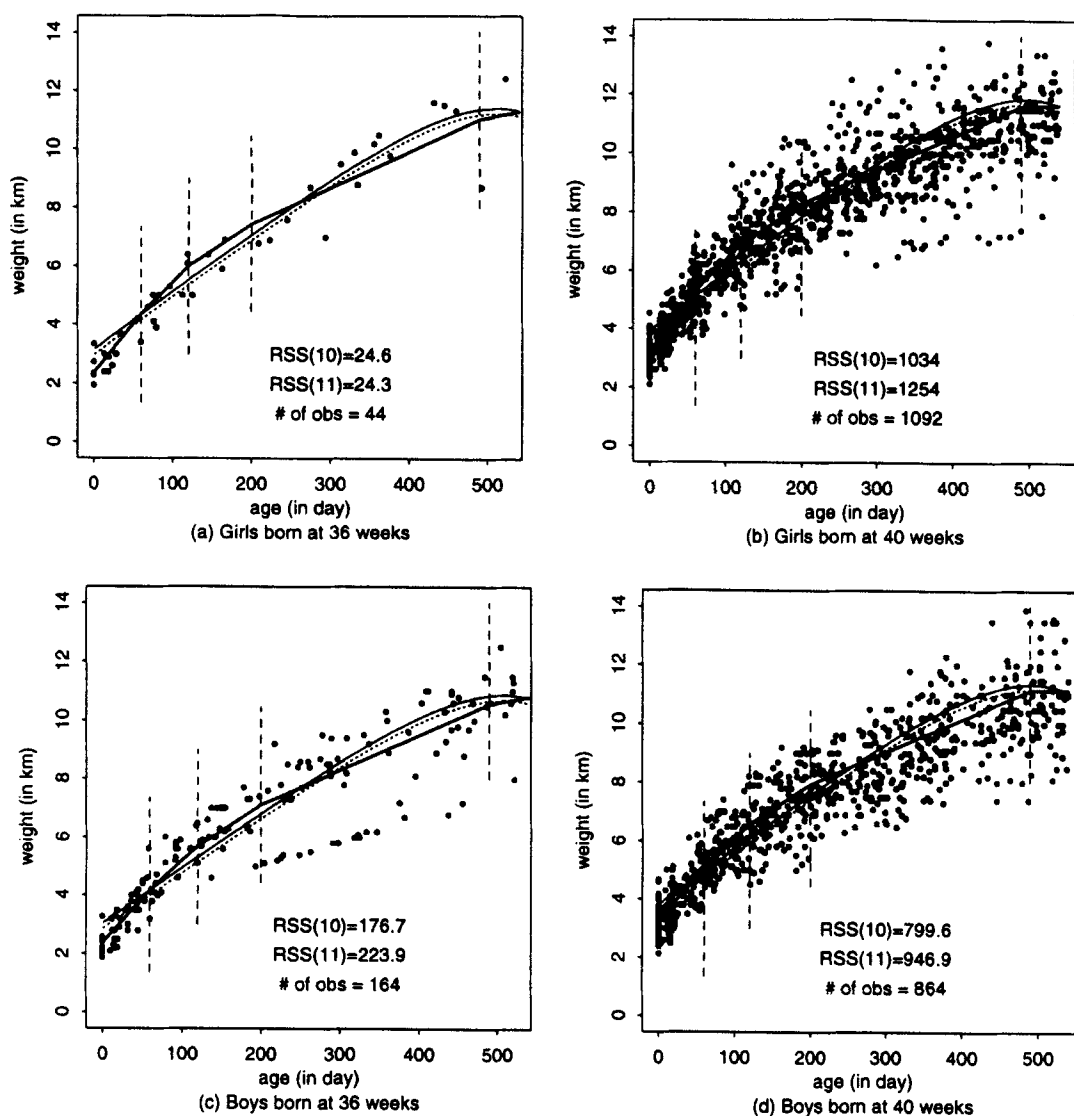 14
12
10
8
6
4
2
0
weight (in km)
RSS(10)=24.6
RSS(11)=24.3
# of obs = 44
0 100 200 300 400 500
age (in day)
(a) Girls born at 36 weeks
14
12
10
8
6
4
2
0
weight (in km)
RSS(10)=1034
RSS(11)=1254
# of obs = 1092
0 100 200 300 400 500
age (in day)
(b) Girls born at 40 weeks
14
12
10
8
6
4
2
0
weight (in km)
RSS(10)=176.7
RSS(11)=223.9
# of obs = 164
0 100 200 300 400 500
age (in day)
(c) Boys born at 36 weeks
14
12
10
8
6
4
2
0
weight (in km)
RSS(10)=799.6
RSS(11)=946.9
# of obs = 864
0 100 200 300 400 500
age (in day)
(d) Boys born at 40 weeks